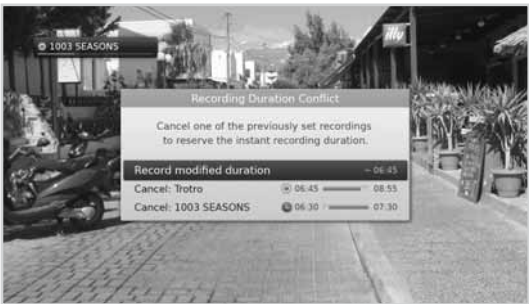 1003 SEASONS
illy
Recording Duration Conflict
Cancel one of the previously set recordings
to reserve the instant recording duration.
Record modified duration ~ 06:45
Cancel: Trotro 06:45 08:55
Cancel: 1003 SEASONS 06:30 07:30